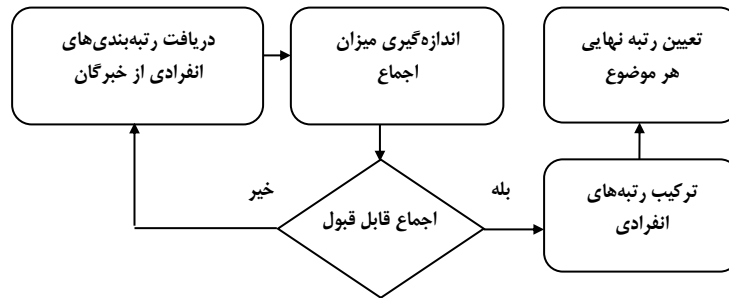 دریافت رتبه‌بندی‌های
انفرادی از خبرگان
اندازه‌گیری میزان
اجماع
تعیین رتبه نهایی
هر موضوع
خیر
بله
اجماع قابل قبول
ترکیب رتبه‌های
انفرادی